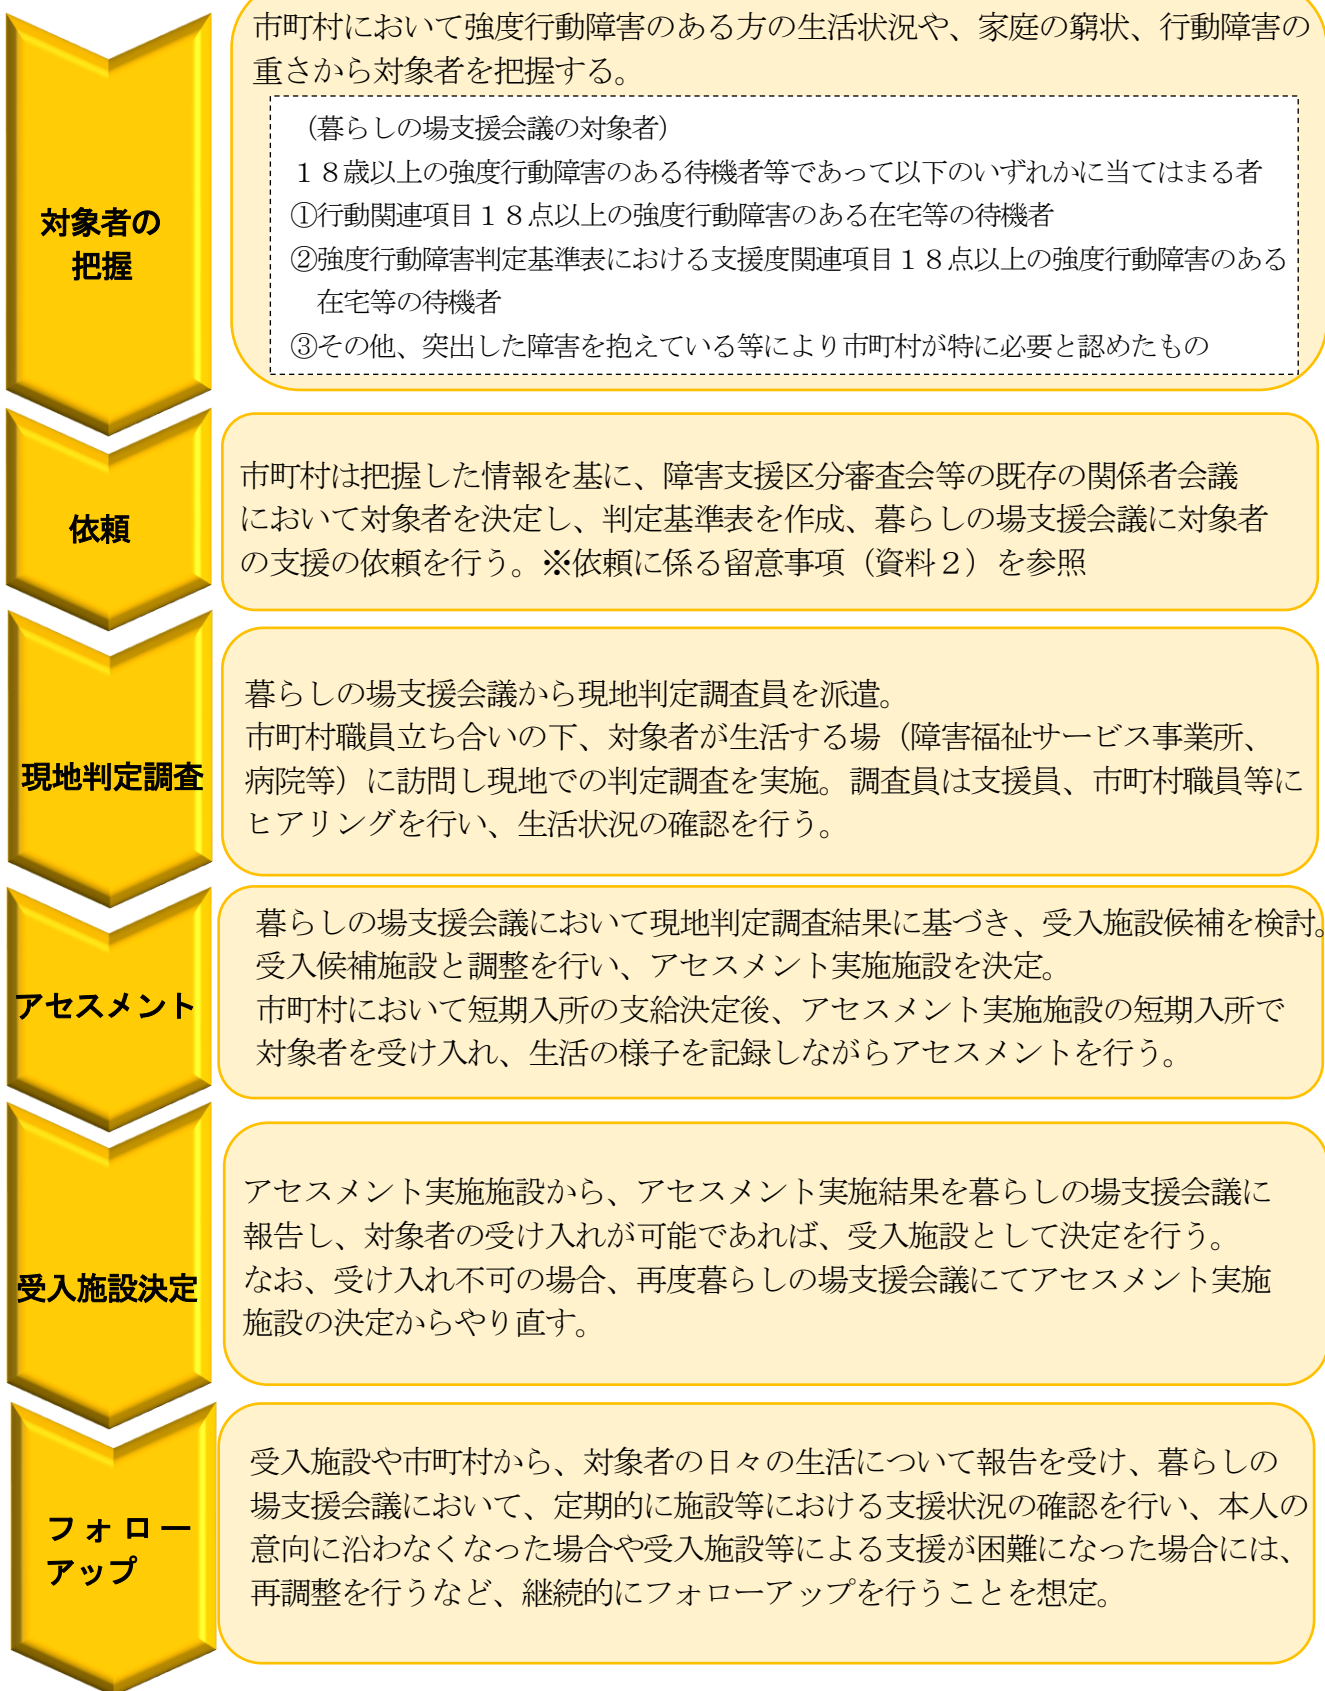 対象者の
把握
市町村において強度行動障害のある方の生活状況や、家庭の窮状、行動障害の
重さから対象者を把握する。
（暮らしの場支援会議の対象者）
１８歳以上の強度行動障害のある待機者等であって以下のいずれかに当てはまる者
①行動関連項目１８点以上の強度行動障害のある在宅等の待機者
②強度行動障害判定基準表における支援度関連項目１８点以上の強度行動障害のある
在宅等の待機者
③その他、突出した障害を抱えている等により市町村が特に必要と認めたもの
依頼
市町村は把握した情報を基に、障害支援区分審査会等の既存の関係者会議
において対象者を決定し、判定基準表を作成、暮らしの場支援会議に対象者
の支援の依頼を行う。※依頼に係る留意事項（資料２）を参照
現地判定調査
暮らしの場支援会議から現地判定調査員を派遣。
市町村職員立ち合いの下、対象者が生活する場（障害福祉サービス事業所、
病院等）に訪問し現地での判定調査を実施。調査員は支援員、市町村職員等に
ヒアリングを行い、生活状況の確認を行う。
アセスメント
暮らしの場支援会議において現地判定調査結果に基づき、受入施設候補を検討。
受入候補施設と調整を行い、アセスメント実施施設を決定。
市町村において短期入所の支給決定後、アセスメント実施施設の短期入所で
対象者を受け入れ、生活の様子を記録しながらアセスメントを行う。
受入施設決定
アセスメント実施施設から、アセスメント実施結果を暮らしの場支援会議に
報告し、対象者の受け入れが可能であれば、受入施設として決定を行う。
なお、受け入れ不可の場合、再度暮らしの場支援会議にてアセスメント実施
施設の決定からやり直す。
フォロー
アップ
受入施設や市町村から、対象者の日々の生活について報告を受け、暮らしの
場支援会議において、定期的に施設等における支援状況の確認を行い、本人の
意向に沿わなくなった場合や受入施設等による支援が困難になった場合には、
再調整を行うなど、継続的にフォローアップを行うことを想定。